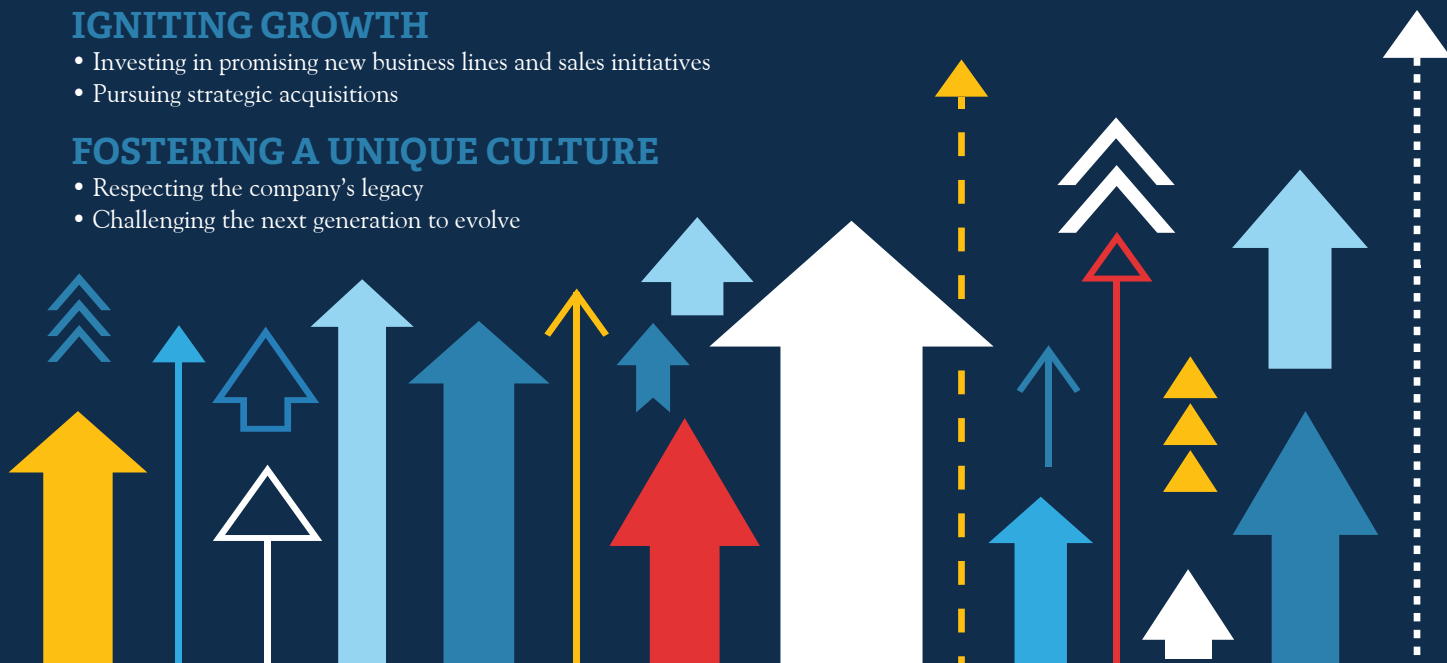 IGNITING GROWTH
• Investing in promising new business lines and sales initiatives
• Pursuing strategic acquisitions
FOSTERING A UNIQUE CULTURE
• Respecting the company’s legacy
• Challenging the next generation to evolve